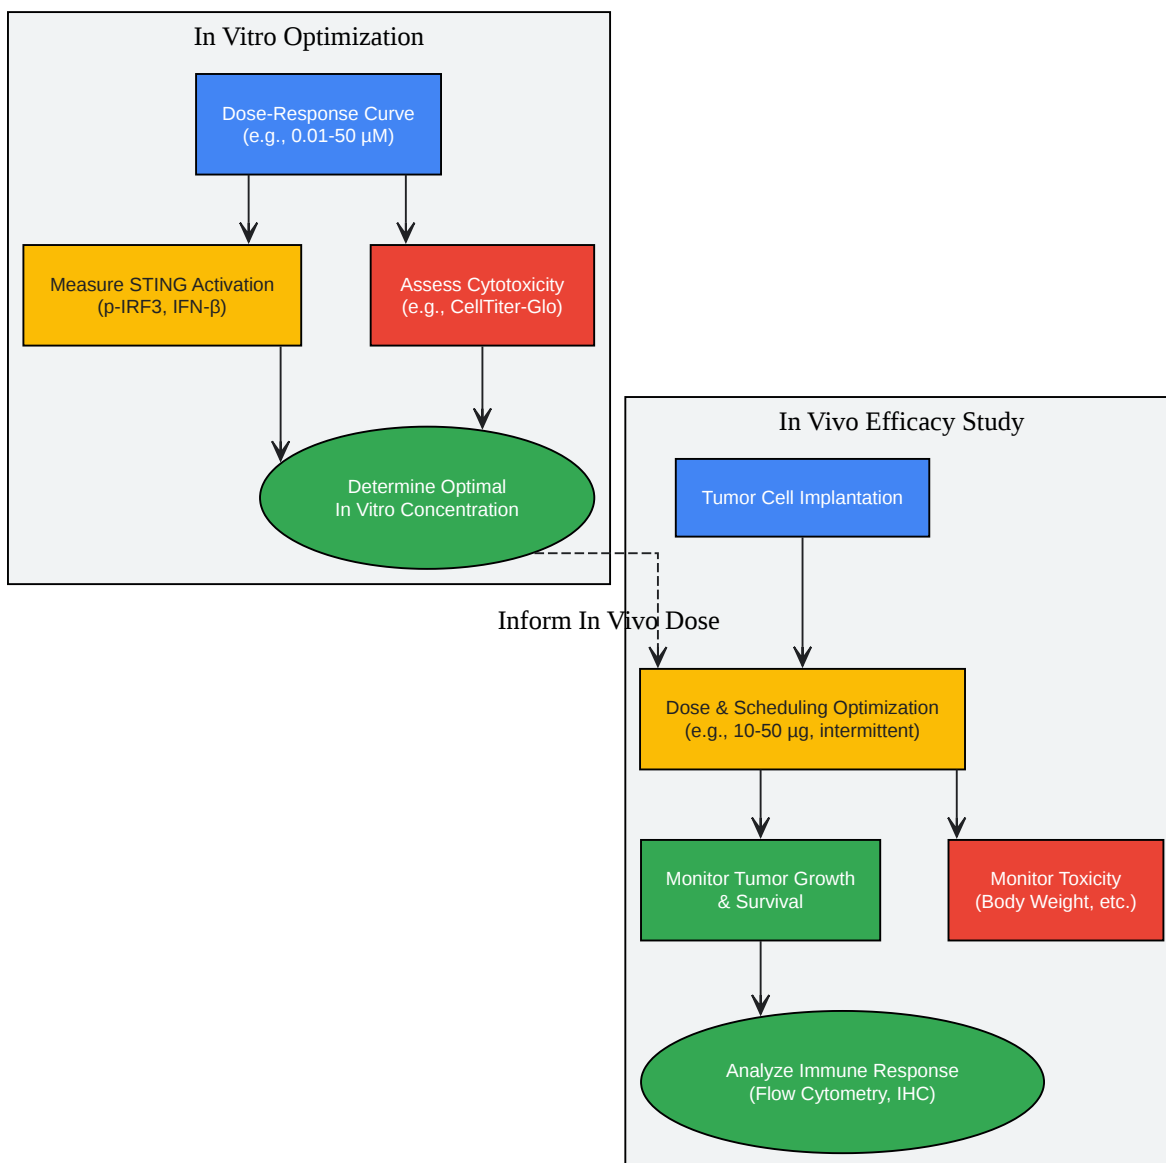 In Vitro Optimization
Dose-Response Curve
(e.g., 0.01-50 µM)
Measure STING Activation
(p-IRF3, IFN-β)
Assess Cytotoxicity
(e.g., CellTiter-Glo)
Determine Optimal
In Vitro Concentration
Inform In Vivo Dose
In Vivo Efficacy Study
Tumor Cell Implantation
Dose & Scheduling Optimization
(e.g., 10-50 µg, intermittent)
Monitor Tumor Growth
& Survival
Monitor Toxicity
(Body Weight, etc.)
Analyze Immune Response
(Flow Cytometry, IHC)